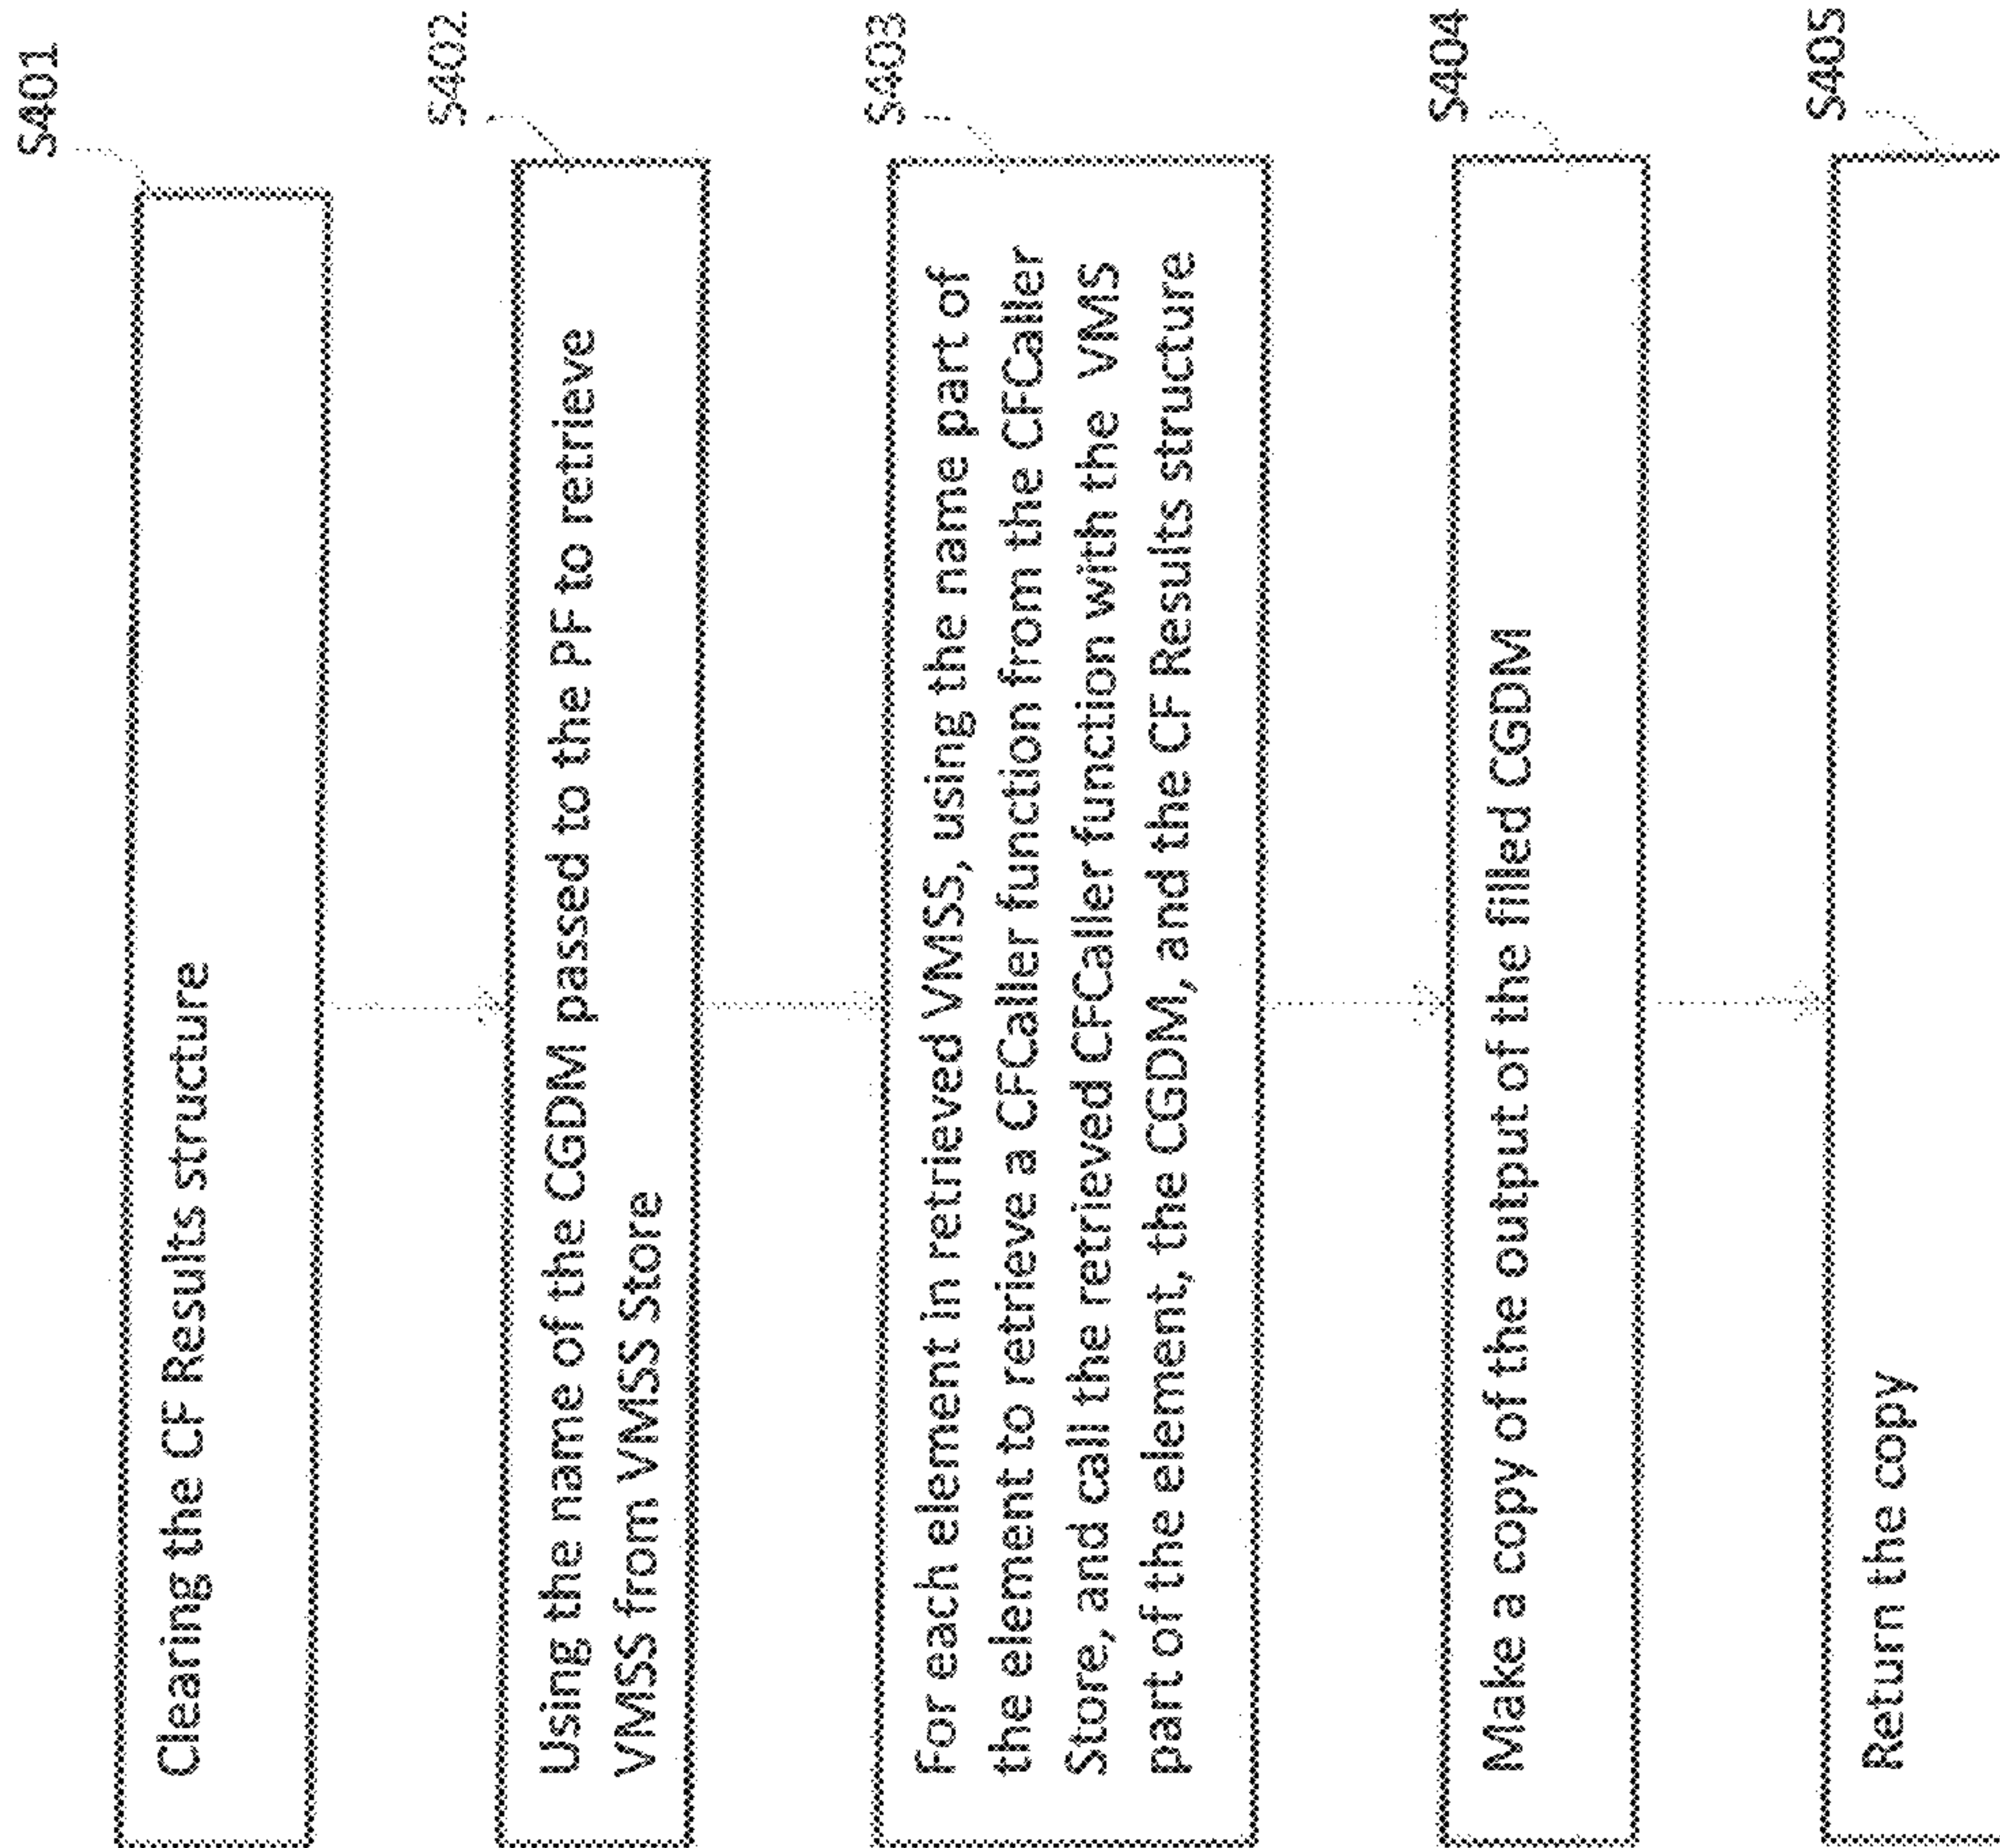 S401
Clearing the CF Results structure
S402
Using the name of the CGDM passed to the PF to retrieve
VMSS from VMSS Store
S403
For each element in retrieved VMSS, using the name part of
the element to retrieve a CFCaller function from the CFCaller
Store, and call the retrieved CFCaller function with the VMS
part of the element, the CGDM, and the CF Results structure
S404
Make a copy of the output of the filled CGDM
S405
Return the copy